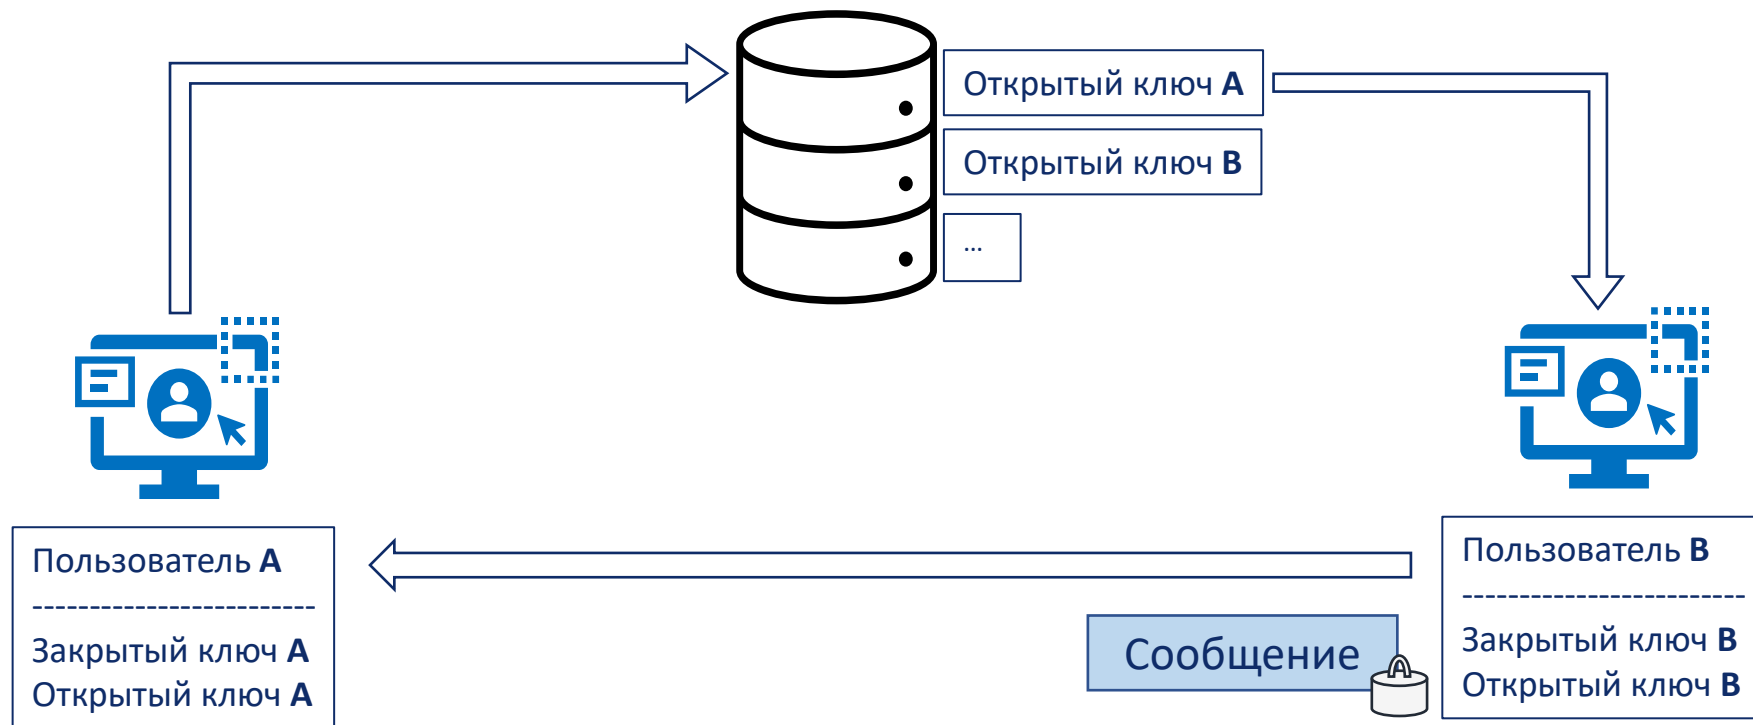 Открытый ключ A
Открытый ключ B
...
Пользователь A
-------------------------
Закрытый ключ A
Открытый ключ A
Сообщение
Пользователь B
-------------------------
Закрытый ключ B
Открытый ключ B